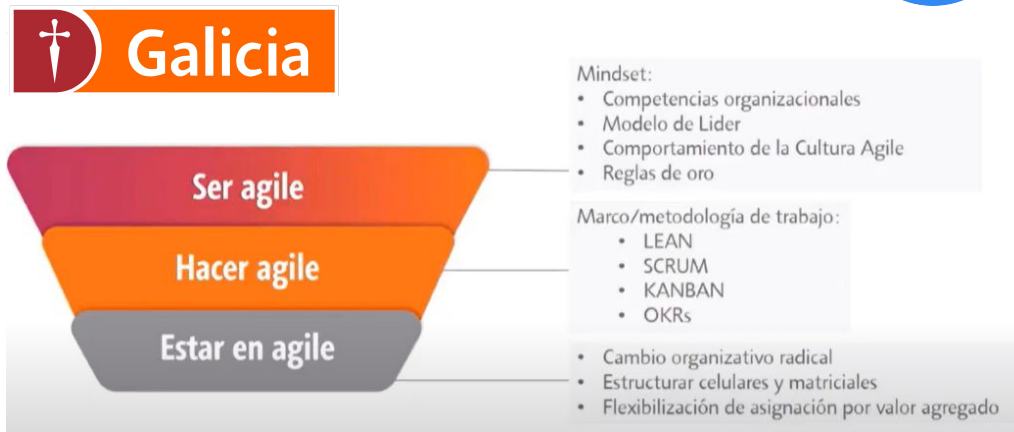 Galicia
Ser agile
Hacer agile
Estar en agile
Mindset:
• Competencias organizacionales
• Modelo de Lider
• Comportamiento de la Cultura Agile
• Reglas de oro
Marco/metodología de trabajo:
• LEAN
• SCRUM
• KANBAN
• OKRs
• Cambio organizativo radical
• Estructurar celulares y matriciales
• Flexibilización de asignación por valor agregado